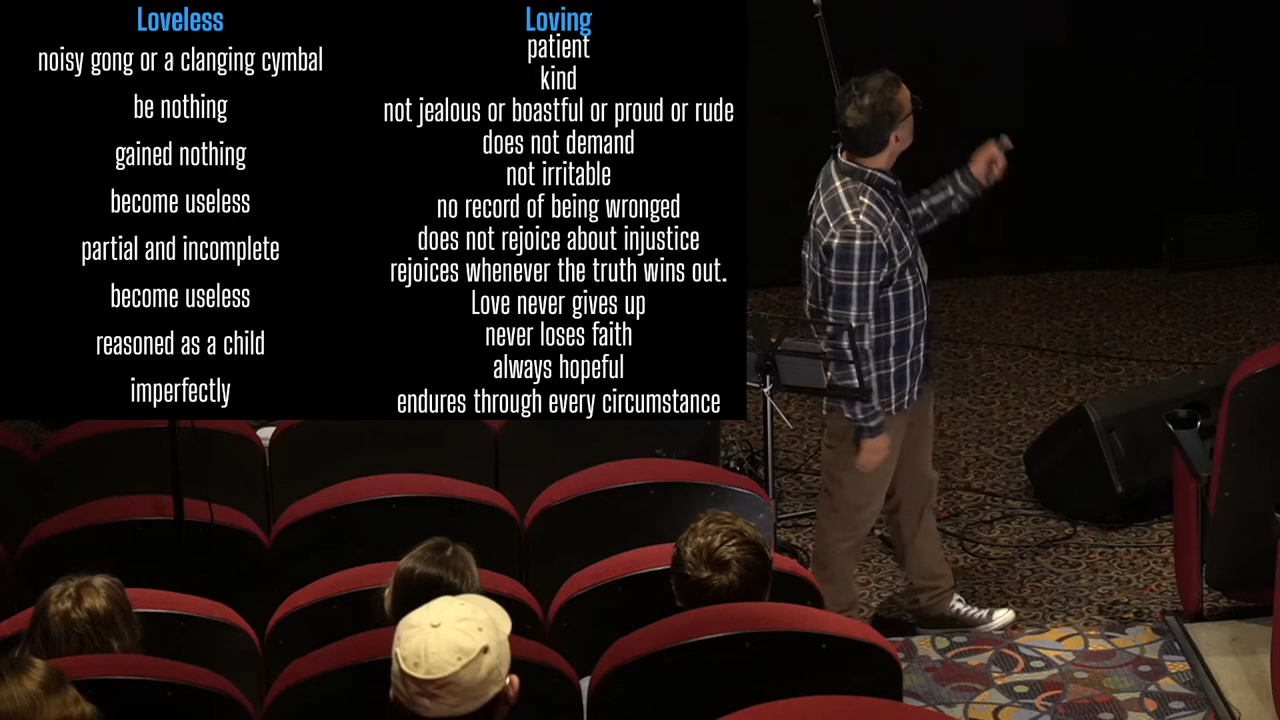 Loveless
noisy gong or a clanging cymbal
be nothing
gained nothing
become useless
partial and incomplete
become useless
reasoned as a child
imperfectly
Loving
patient
kind
not jealous or boastful or proud or rude
does not demand
not irritable
no record of being wronged
does not rejoice about injustice
rejoices whenever the truth wins out.
Love never gives up
never loses faith
always hopeful
endures through every circumstance